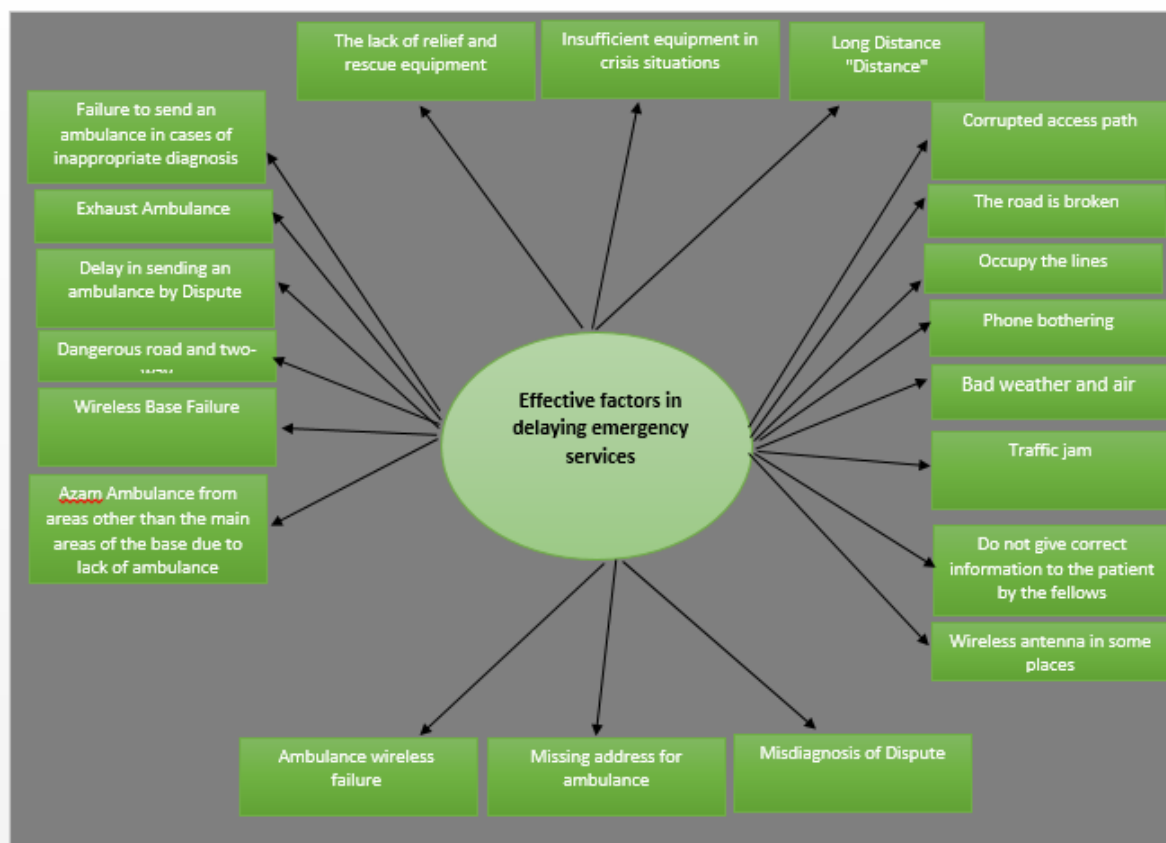 The lack of relief and
rescue equipment
Insufficient equipment in
crisis situations
Long Distance
"Distance"
Failure to send an
ambulance in cases of
inappropriate diagnosis
Exhaust Ambulance
Delay in sending an
ambulance by Dispute
Dangerous road and two-
way
Wireless Base Failure
Azam Ambulance from
areas other than the main
areas of the base due to
lack of ambulance
Effective factors in
delaying emergency
services
Corrupted access path
The road is broken
Occupy the lines
Phone bothering
Bad weather and air
Traffic jam
Do not give correct
information to the patient
by the fellows
Wireless antenna in some
places
Ambulance wireless
failure
Missing address for
ambulance
Misdiagnosis of Dispute